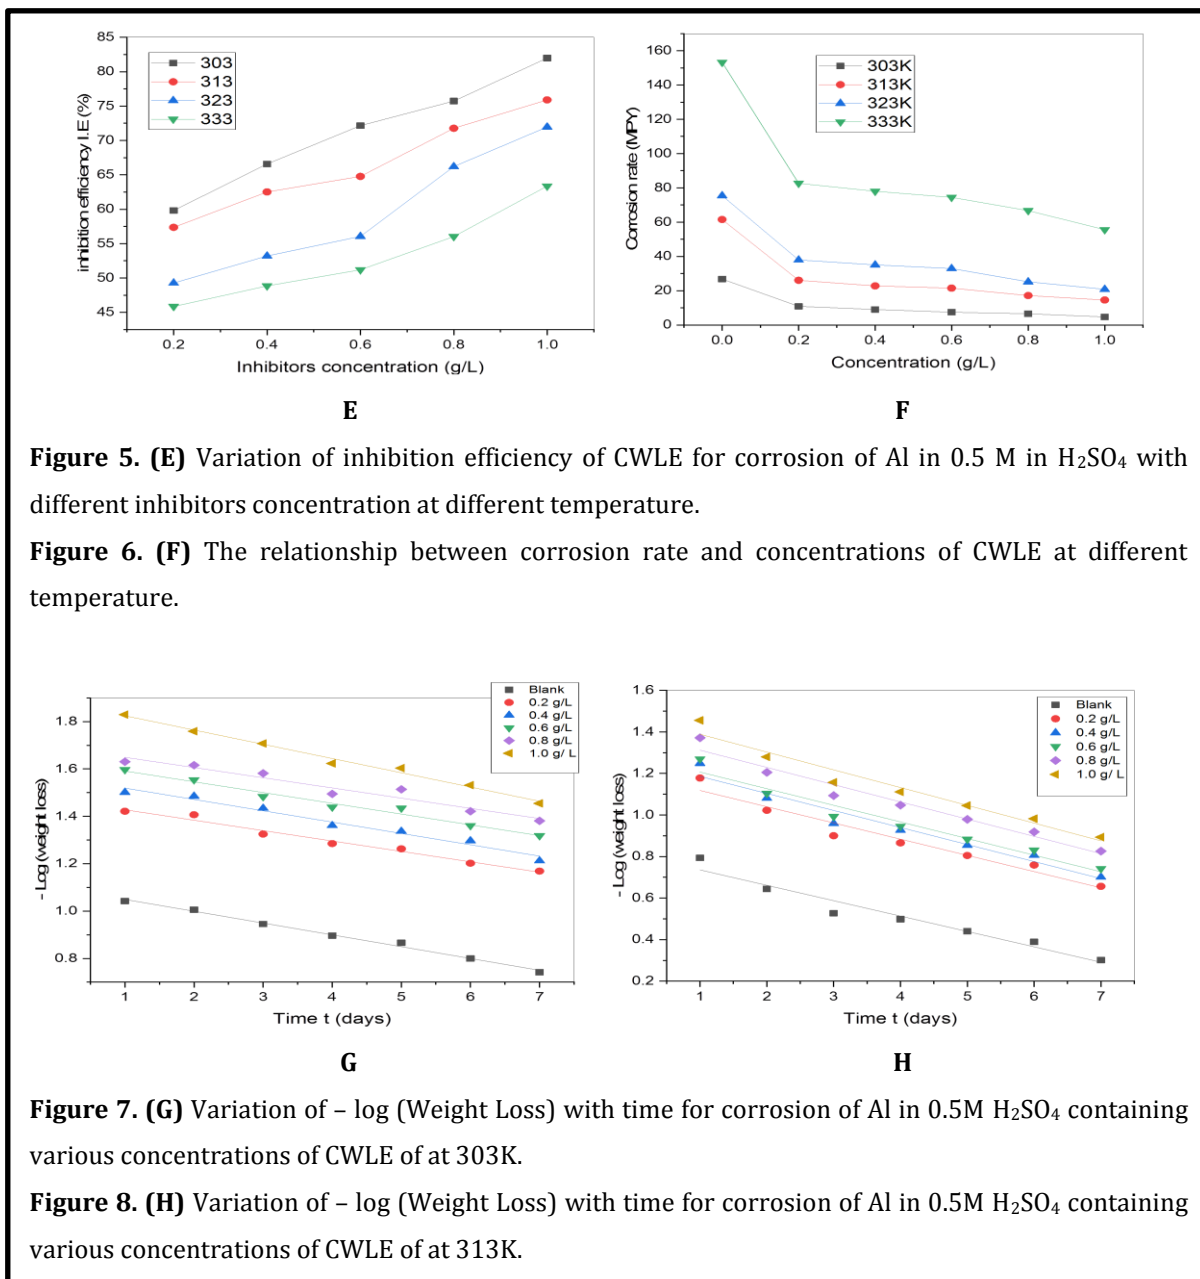 85
80
75
70
65
60
55
50
45
inhibition efficiency I.E (%)
303
313
323
333
0.2 0.4 0.6 0.8 1.0
Inhibitors concentration (g/L)
E
160
140
120
100
80
60
40
20
0
Corrosion rate (MPY)
303K
313K
323K
333K
0.0 0.2 0.4 0.6 0.8 1.0
Concentration (g/L)
F
Figure 5. (E) Variation of inhibition efficiency of CWLE for corrosion of Al in 0.5 M in H₂SO₄ with
different inhibitors concentration at different temperature.
Figure 6. (F) The relationship between corrosion rate and concentrations of CWLE at different
temperature.
1.8
1.6
1.4
1.2
1.0
0.8
- Log (weight loss)
Blank
0.2 g/L
0.4 g/L
0.6 g/L
0.8 g/L
1.0 g/ L
1 2 3 4 5 6 7
Time t (days)
G
1.6
1.4
1.2
1.0
0.8
0.6
0.4
0.2
- Log (weight loss)
Blank
0.2 g/L
0.4 g/L
0.6 g/L
0.8 g/L
1.0 g/ L
1 2 3 4 5 6 7
Time t (days)
H
Figure 7. (G) Variation of – log (Weight Loss) with time for corrosion of Al in 0.5M H₂SO₄ containing
various concentrations of CWLE of at 303K.
Figure 8. (H) Variation of – log (Weight Loss) with time for corrosion of Al in 0.5M H₂SO₄ containing
various concentrations of CWLE of at 313K.